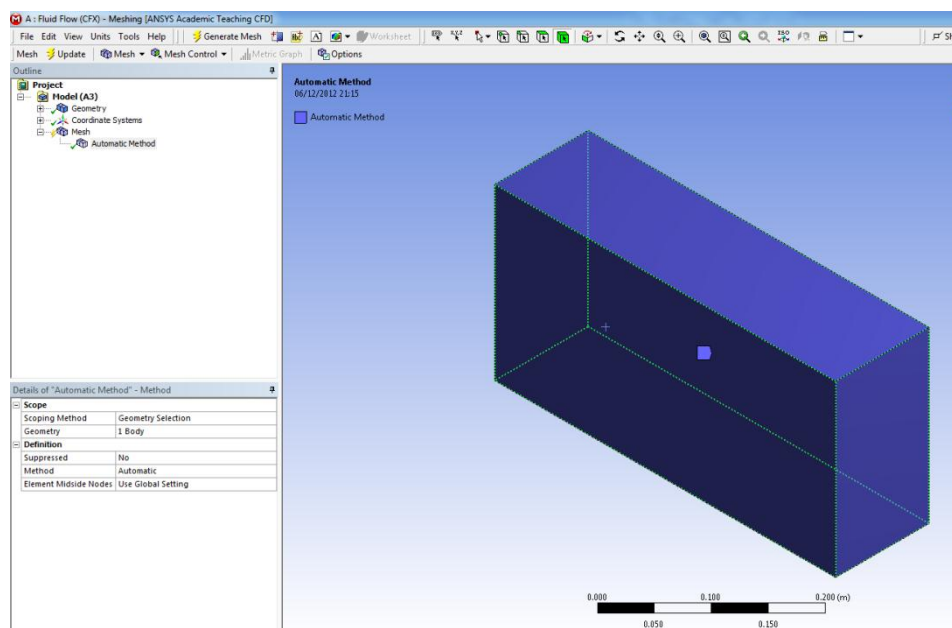 A : Fluid Flow (CFX) - Meshing [ANSYS Academic Teaching CFD]
File Edit View Units Tools Help Generate Mesh Worksheet
Mesh Update Mesh Mesh Control Metric Graph Options
Outline
Project
Model (A3)
Geometry
Coordinate Systems
Mesh
Automatic Method
Details of "Automatic Method" - Method
Scope
Scoping Method Geometry Selection
Geometry 1 Body
Definition
Suppressed No
Method Automatic
Element Midside Nodes Use Global Setting
Automatic Method
06/12/2012 21:15
Automatic Method
0.000 0.100 0.200 (m)
0.050 0.150